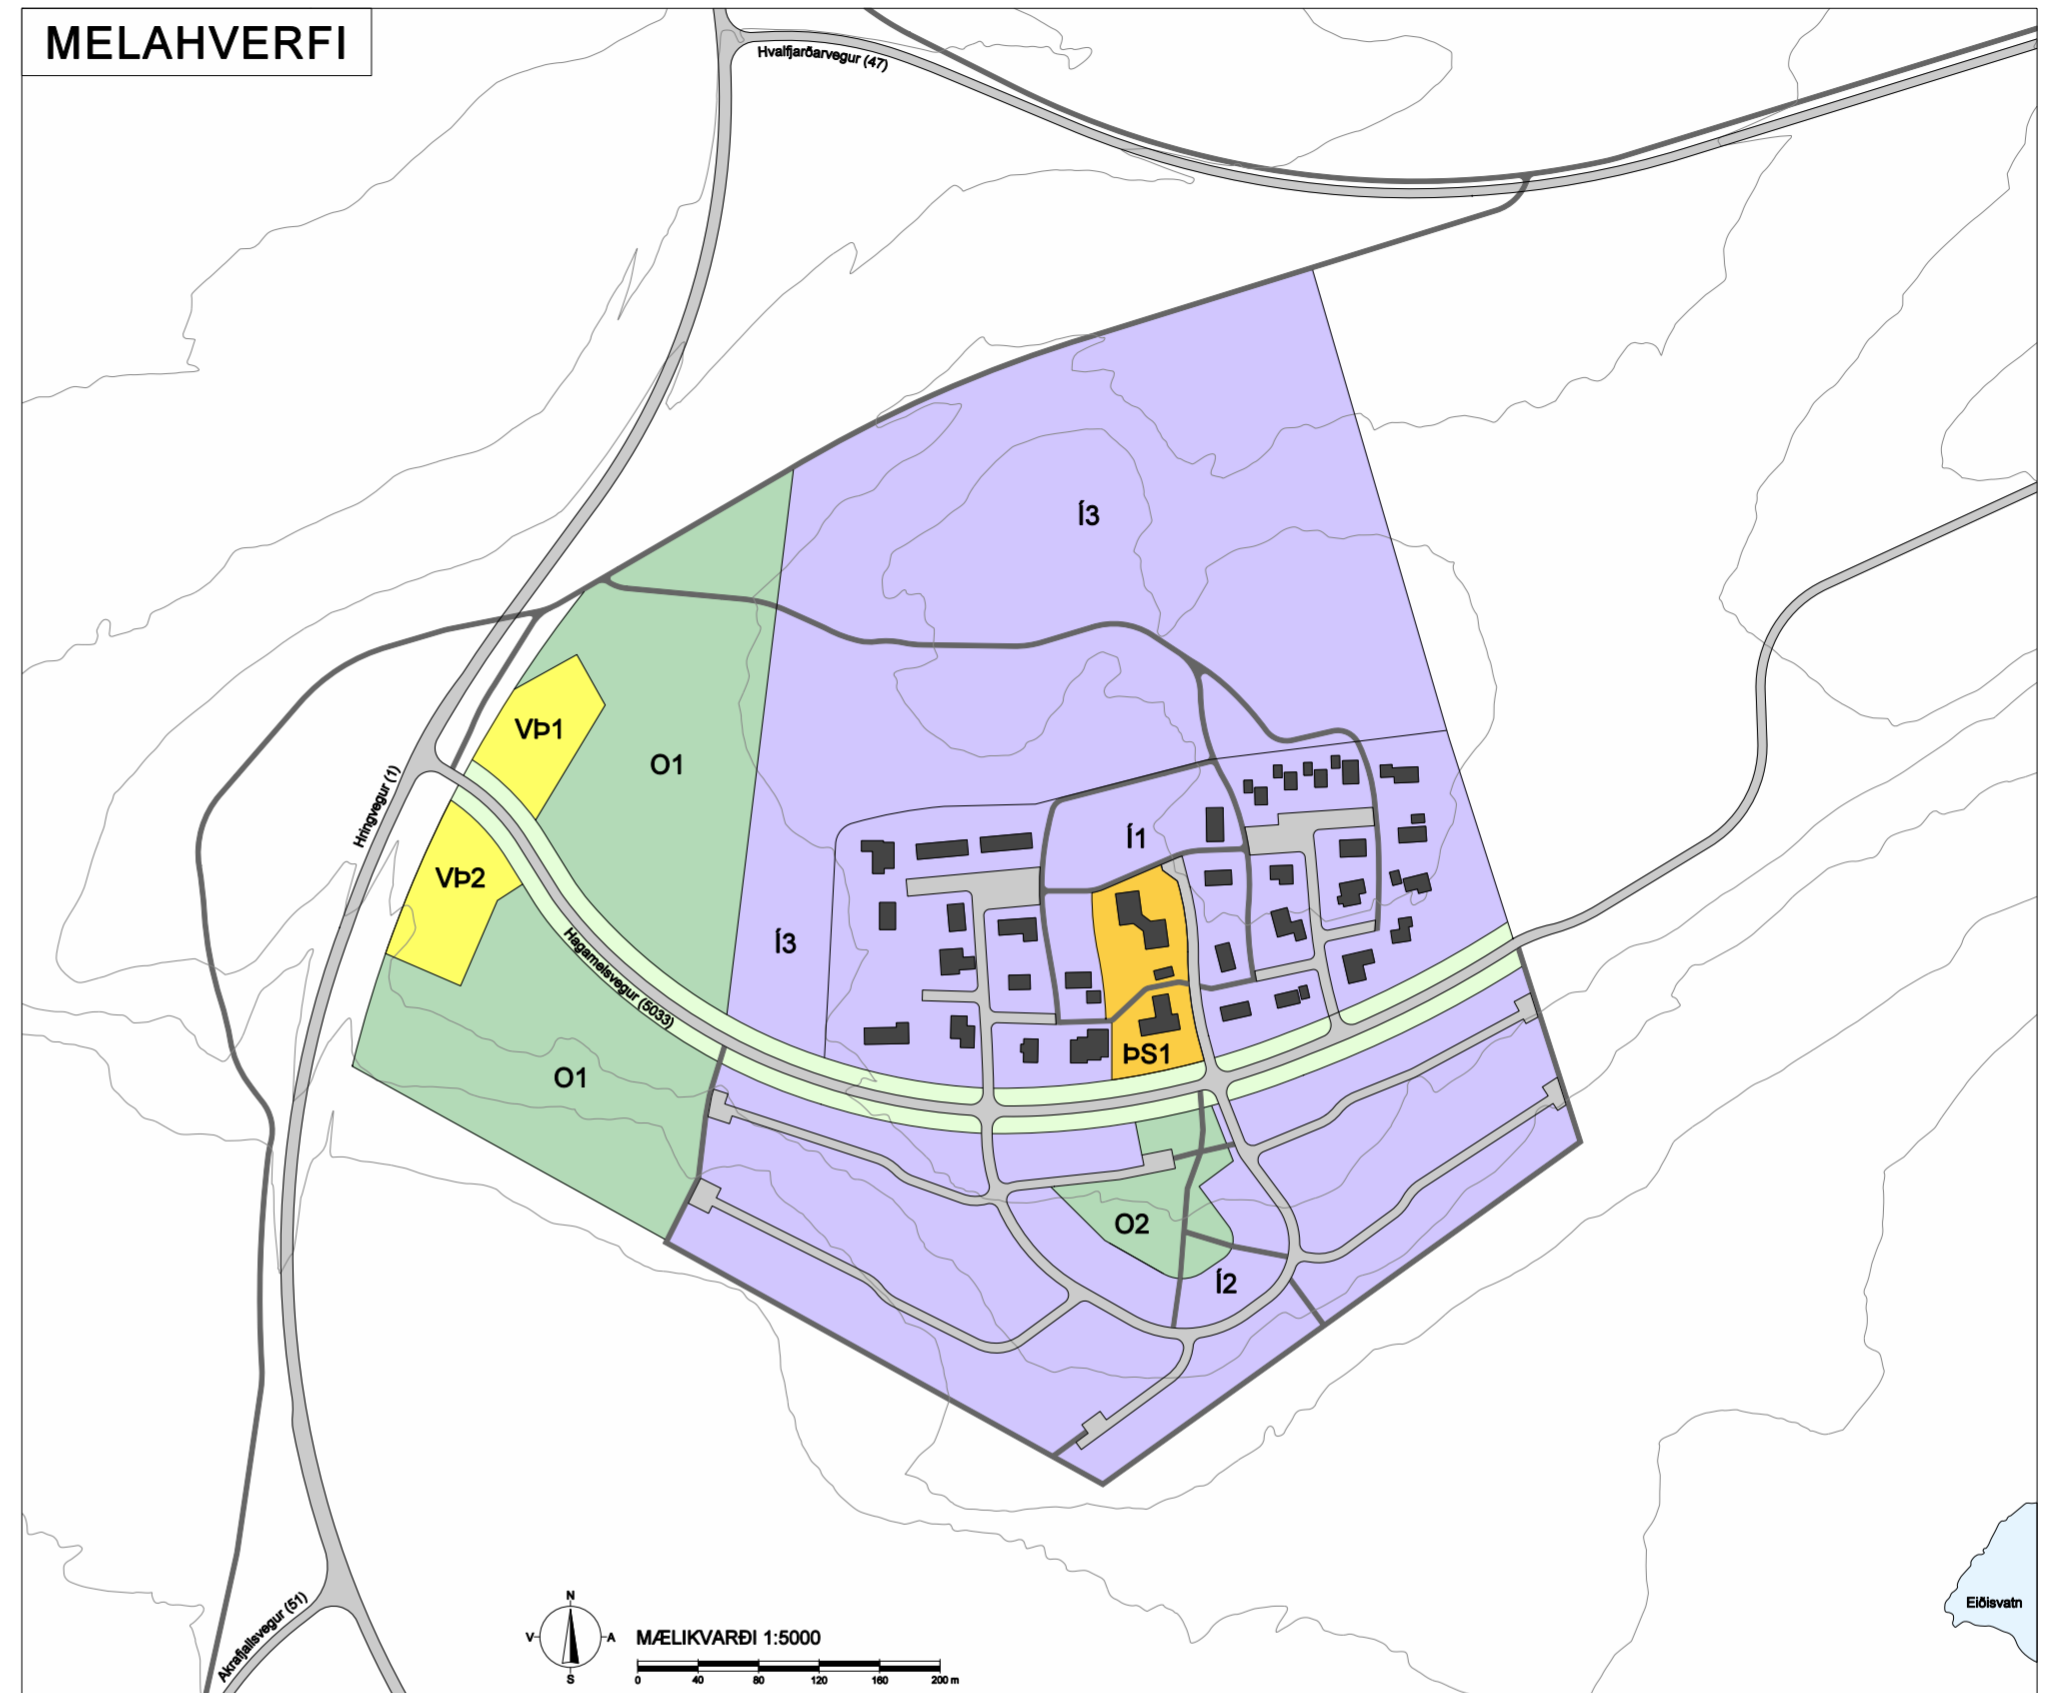 MELAHVERFI
Hvalfjarðarvegur (47)
Í3
VÞ1
O1
Hringvegur (1)
Í1
VÞ2
Í3
Hagamelsvegur (5033)
ÞS1
O1
O2
Í2
Akrafjallsvegur (51)
N
V
A
S
MÆLIKVARÐI 1:5000
0 40 80 120 160 200 m
Eiðisvatn